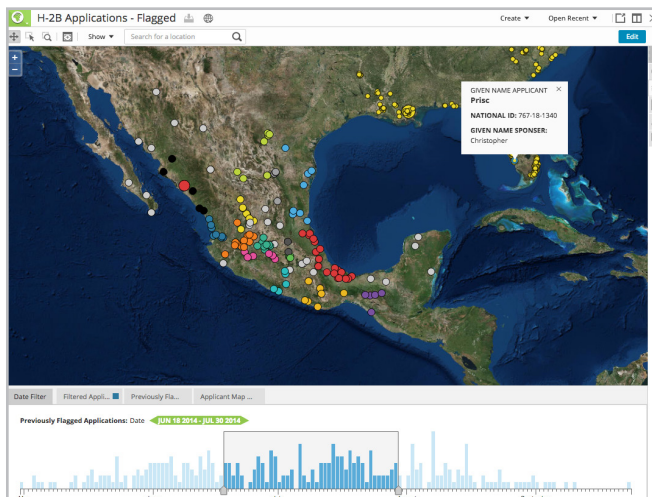 H-2B Applications - Flagged
Create
Open Recent
Show
Search for a location
Edit
+
−
GIVEN NAME APPLICANT
Prisc
NATIONAL ID: 767-18-1340
GIVEN NAME SPONSER:
Christopher
Date Filter
Filtered Appli...
Previously Fla...
Applicant Map ...
Previously Flagged Applications: Date
JUN 18 2014 - JUL 30 2014